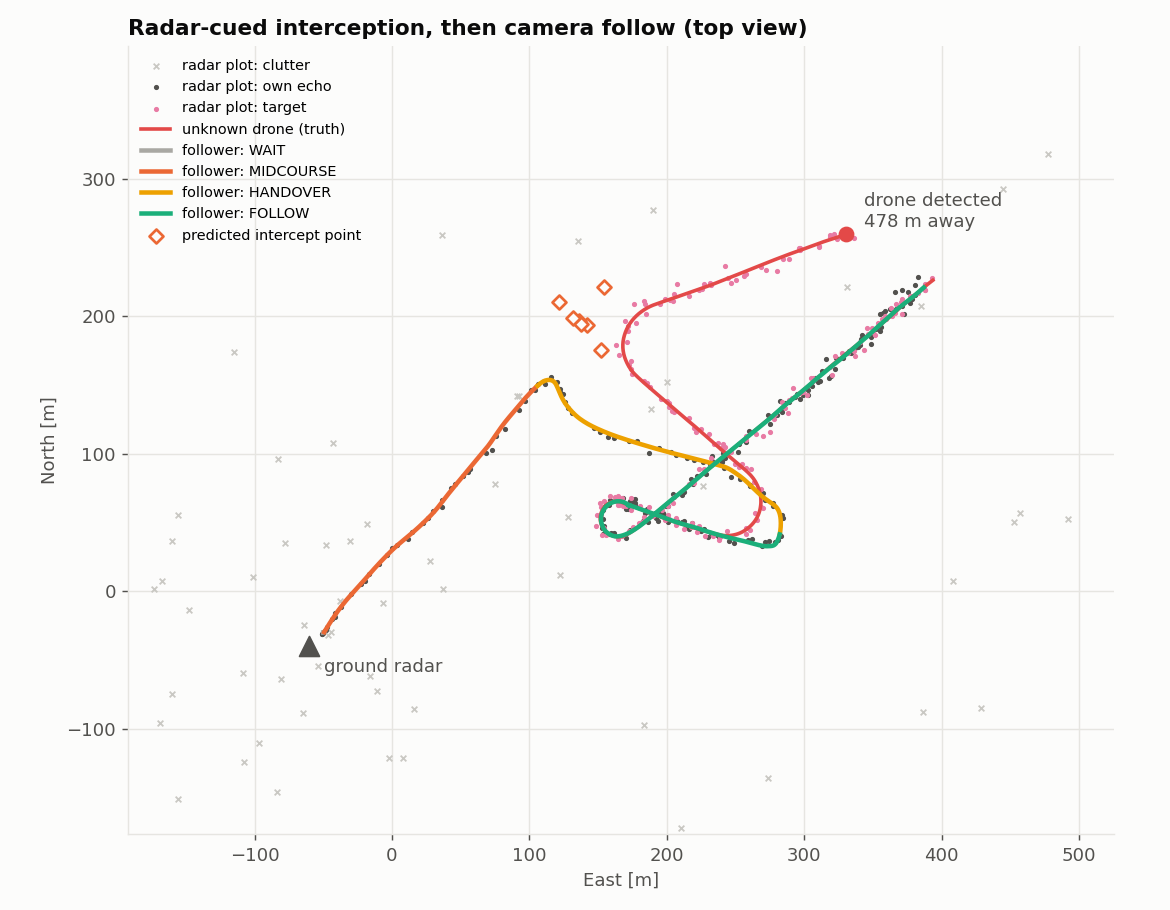 Radar-cued interception, then camera follow (top view)
radar plot: clutter
radar plot: own echo
radar plot: target
unknown drone (truth)
follower: WAIT
follower: MIDCOURSE
follower: HANDOVER
follower: FOLLOW
predicted intercept point
drone detected
478 m away
ground radar
300
200
100
0
−100
North [m]
−100
0
100
200
300
400
500
East [m]